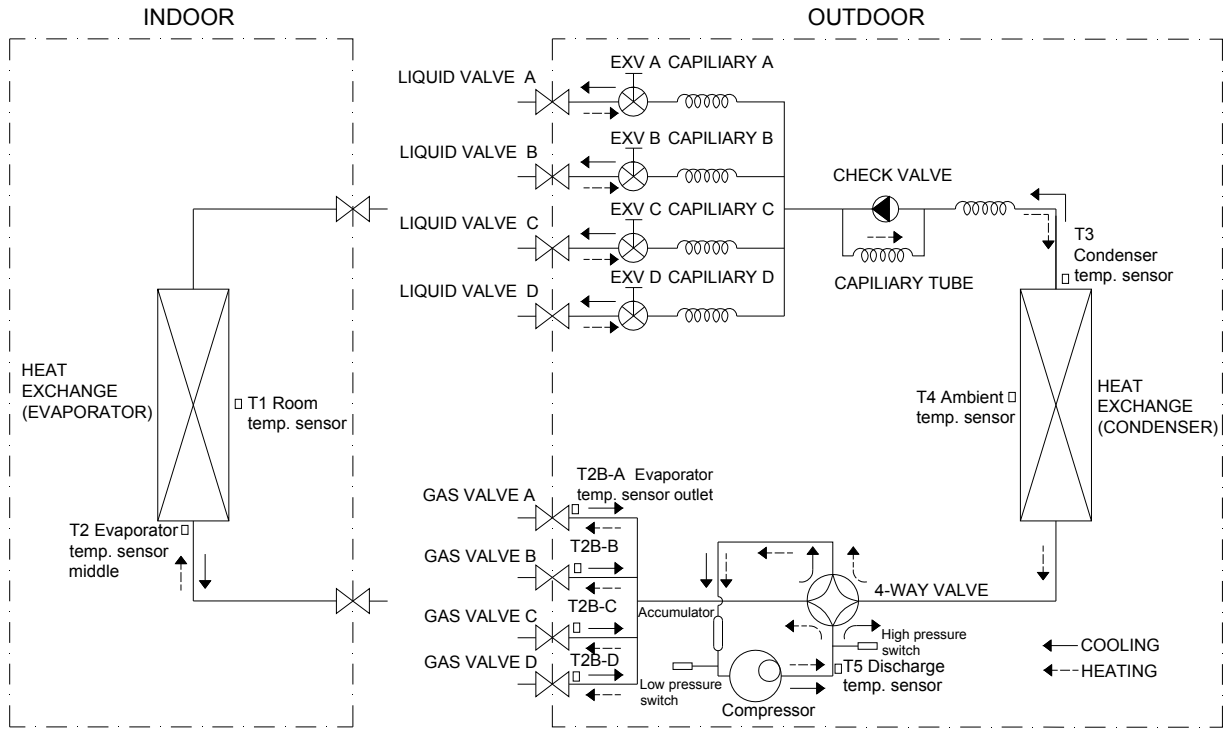 INDOOR
OUTDOOR
LIQUID VALVE A
EXV A CAPILIARY A
LIQUID VALVE B
EXV B CAPILIARY B
LIQUID VALVE C
EXV C CAPILIARY C
LIQUID VALVE D
EXV D CAPILIARY D
CHECK VALVE
CAPILIARY TUBE
T3
Condenser
temp. sensor
HEAT
EXCHANGE
(EVAPORATOR)
T1 Room
temp. sensor
T4 Ambient
temp. sensor
HEAT
EXCHANGE
(CONDENSER)
T2 Evaporator
temp. sensor
middle
GAS VALVE A
T2B-A Evaporator
temp. sensor outlet
GAS VALVE B
T2B-B
GAS VALVE C
T2B-C
GAS VALVE D
T2B-D
Accumulator
4-WAY VALVE
High pressure
switch
Low pressure
switch
T5 Discharge
temp. sensor
Compressor
COOLING
HEATING